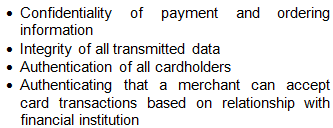 • Confidentiality of payment and ordering
information
• Integrity of all transmitted data
• Authentication of all cardholders
• Authenticating that a merchant can accept
card transactions based on relationship with
financial institution